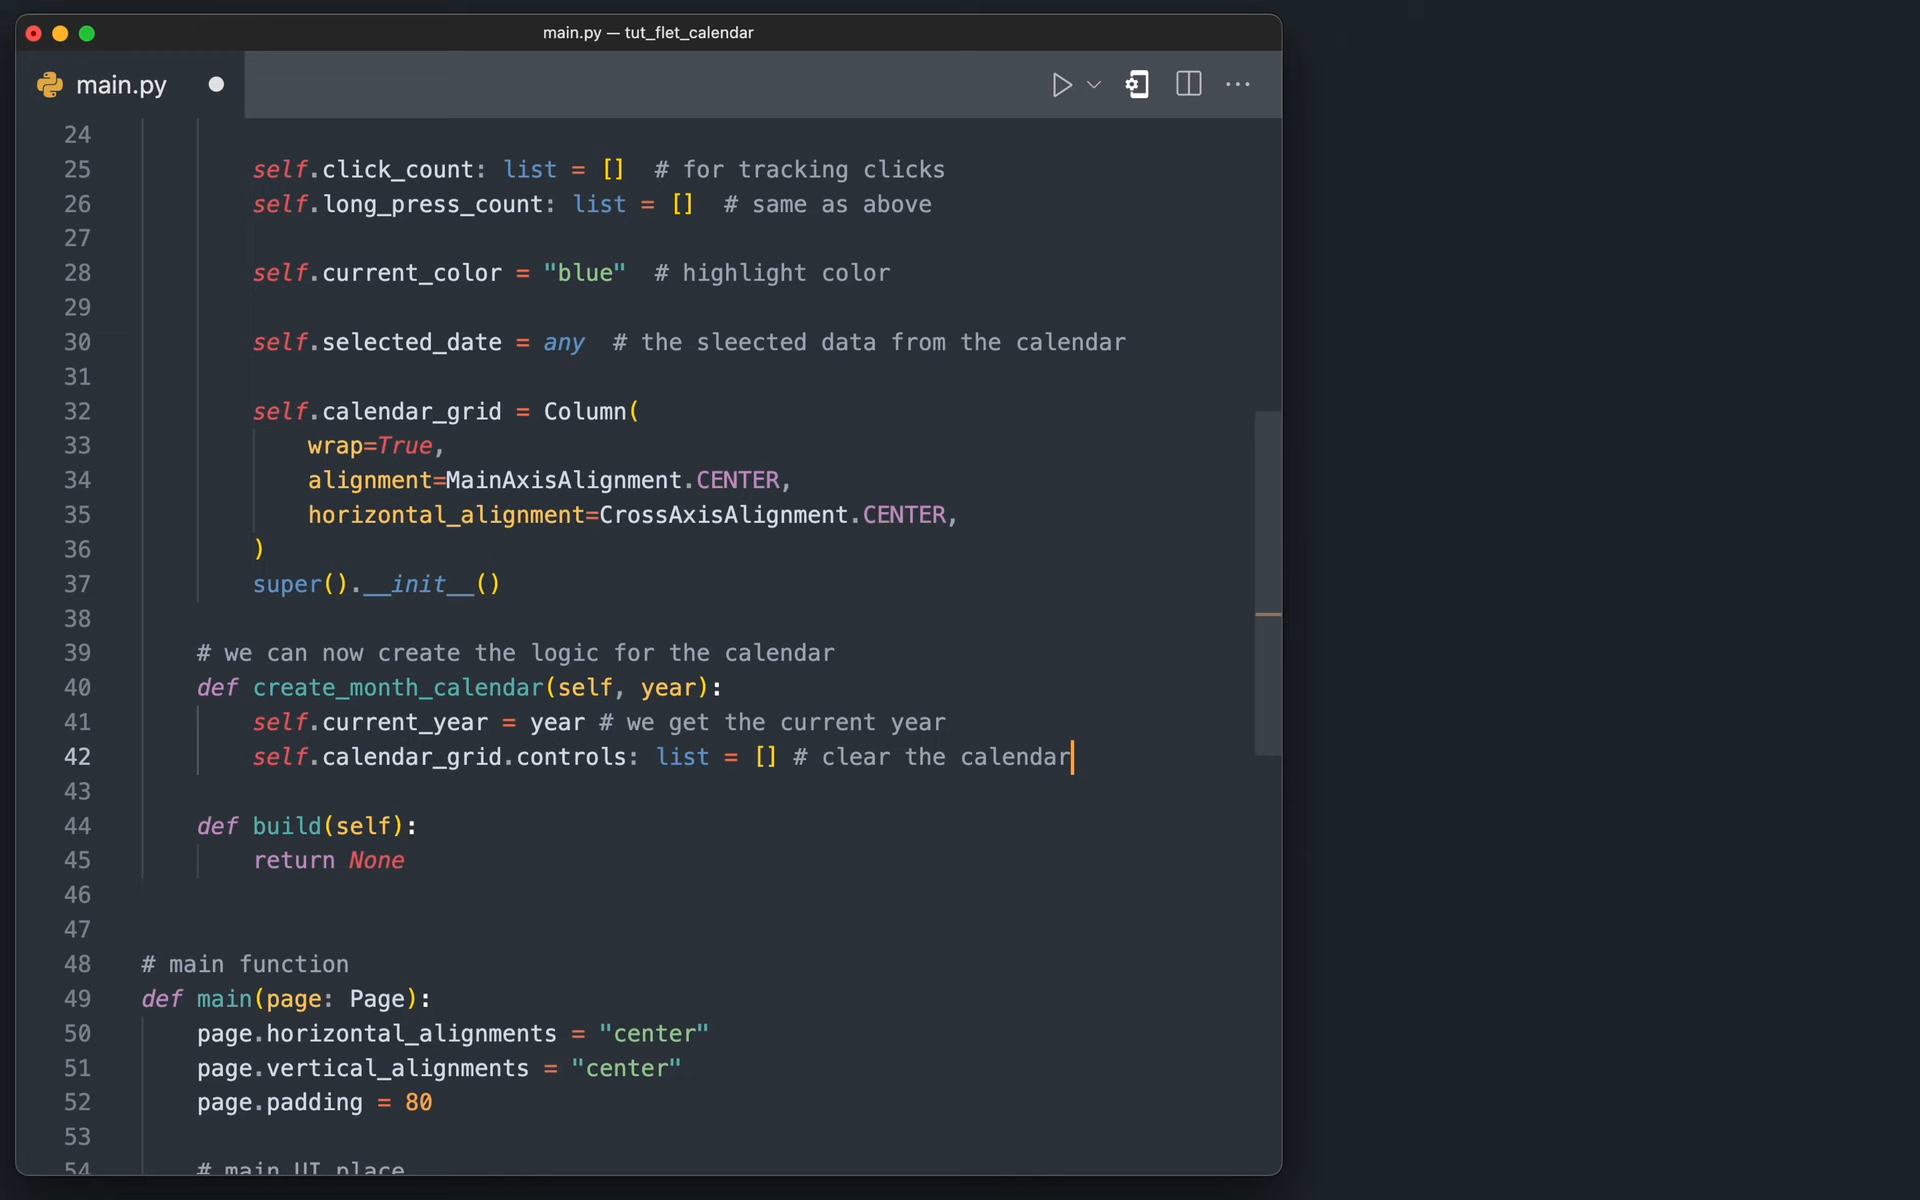 main.py — tut_flet_calendar
main.py
24
25 self.click_count: list = [] # for tracking clicks
26 self.long_press_count: list = [] # same as above
27
28 self.current_color = "blue" # highlight color
29
30 self.selected_date = any # the sleected data from the calendar
31
32 self.calendar_grid = Column(
33 wrap=True,
34 alignment=MainAxisAlignment.CENTER,
35 horizontal_alignment=CrossAxisAlignment.CENTER,
36 )
37 super().__init__()
38
39 # we can now create the logic for the calendar
40 def create_month_calendar(self, year):
41 self.current_year = year # we get the current year
42 self.calendar_grid.controls: list = [] # clear the calendar
43
44 def build(self):
45 return None
46
47
48 # main function
49 def main(page: Page):
50 page.horizontal_alignments = "center"
51 page.vertical_alignments = "center"
52 page.padding = 80
53
54 # main UI place